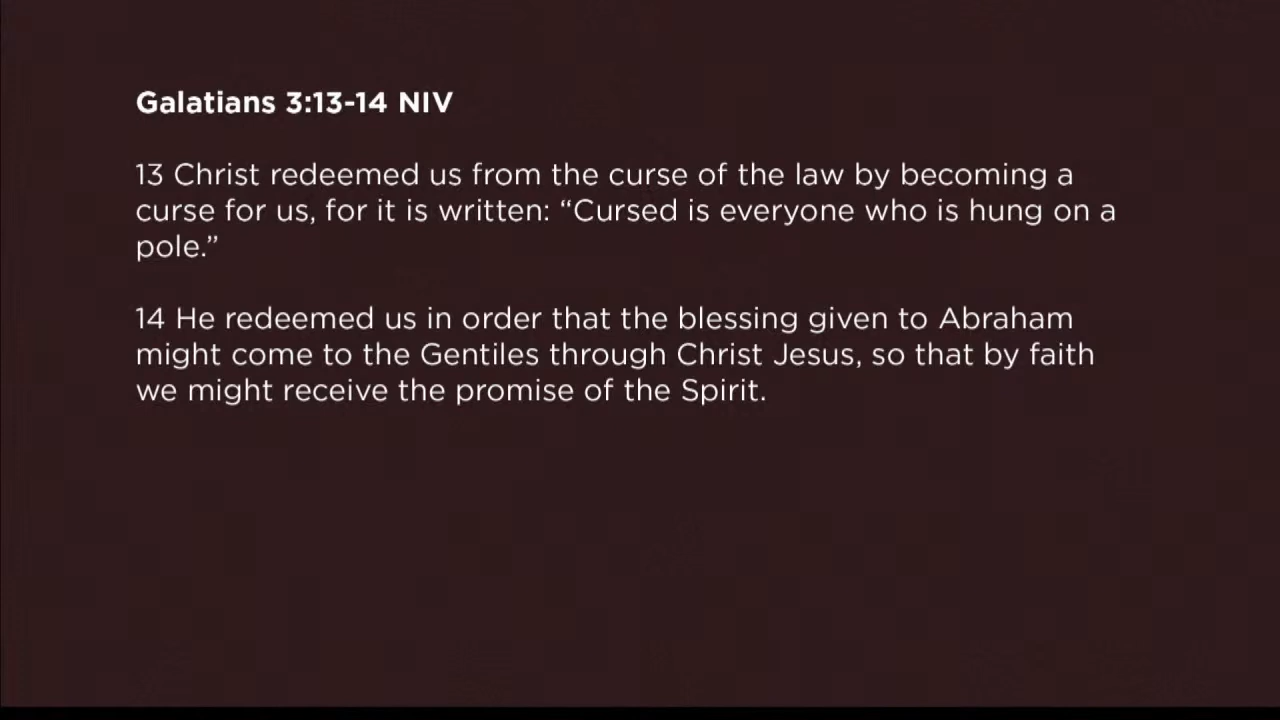 Galatians 3:13-14 NIV
13 Christ redeemed us from the curse of the law by becoming a
curse for us, for it is written: “Cursed is everyone who is hung on a
pole.”
14 He redeemed us in order that the blessing given to Abraham
might come to the Gentiles through Christ Jesus, so that by faith
we might receive the promise of the Spirit.